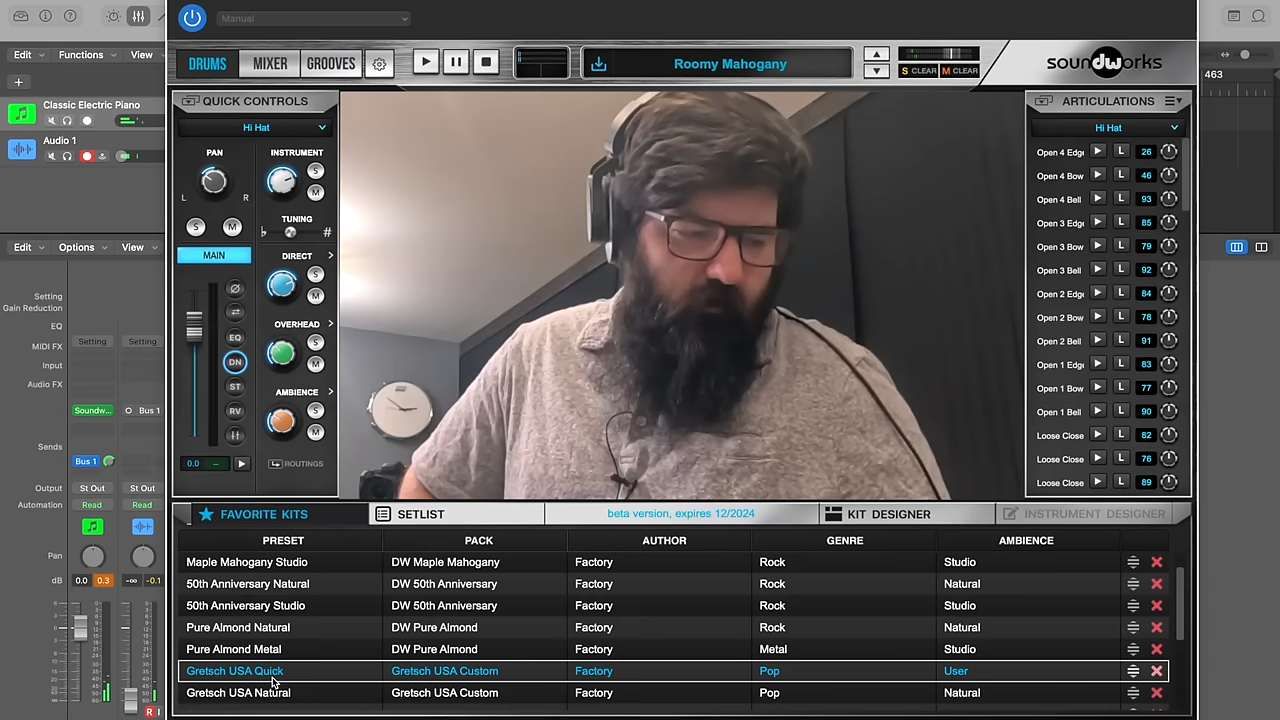 Manual
Edit
Functions
View
DRUMS
MIXER
GROOVES
Roomy Mahogany
S CLEAR
M CLEAR
soundworks
463
Classic Electric Piano
Audio 1
QUICK CONTROLS
Hi Hat
PAN
L
R
S
M
MAIN
EQ
DN
ST
RV
0.0
INSTRUMENT
S
M
TUNING
DIRECT
S
M
OVERHEAD
S
M
AMBIENCE
S
M
ROUTINGS
ARTICULATIONS
Hi Hat
Open 4 Edge L 26
Open 4 Bow L 46
Open 4 Bell L 93
Open 3 Edge L 85
Open 3 Bow L 79
Open 3 Bell L 92
Open 2 Edge L 84
Open 2 Bow L 78
Open 2 Bell L 91
Open 1 Edge L 83
Open 1 Bow L 77
Open 1 Bell L 90
Loose Close L 82
Loose Close L 76
Loose Close L 89
Edit
Options
View
Setting
Gain Reduction
EQ
MIDI FX
Input
Audio FX
Sends
Output
Automation
Pan
dB
Setting
Setting
Soundw...
Bus 1
Bus 1
St Out
St Out
Read
Read
0.0
0.3
-∞
-0.1
R
I
FAVORITE KITS
SETLIST
beta version, expires 12/2024
KIT DESIGNER
INSTRUMENT DESIGNER
PRESET PACK AUTHOR GENRE AMBIENCE
Maple Mahogany Studio DW Maple Mahogany Factory Rock Studio
50th Anniversary Natural DW 50th Anniversary Factory Rock Natural
50th Anniversary Studio DW 50th Anniversary Factory Rock Studio
Pure Almond Natural DW Pure Almond Factory Rock Natural
Pure Almond Metal DW Pure Almond Factory Metal Studio
Gretsch USA Quick Gretsch USA Custom Factory Pop User
Gretsch USA Natural Gretsch USA Custom Factory Pop Natural